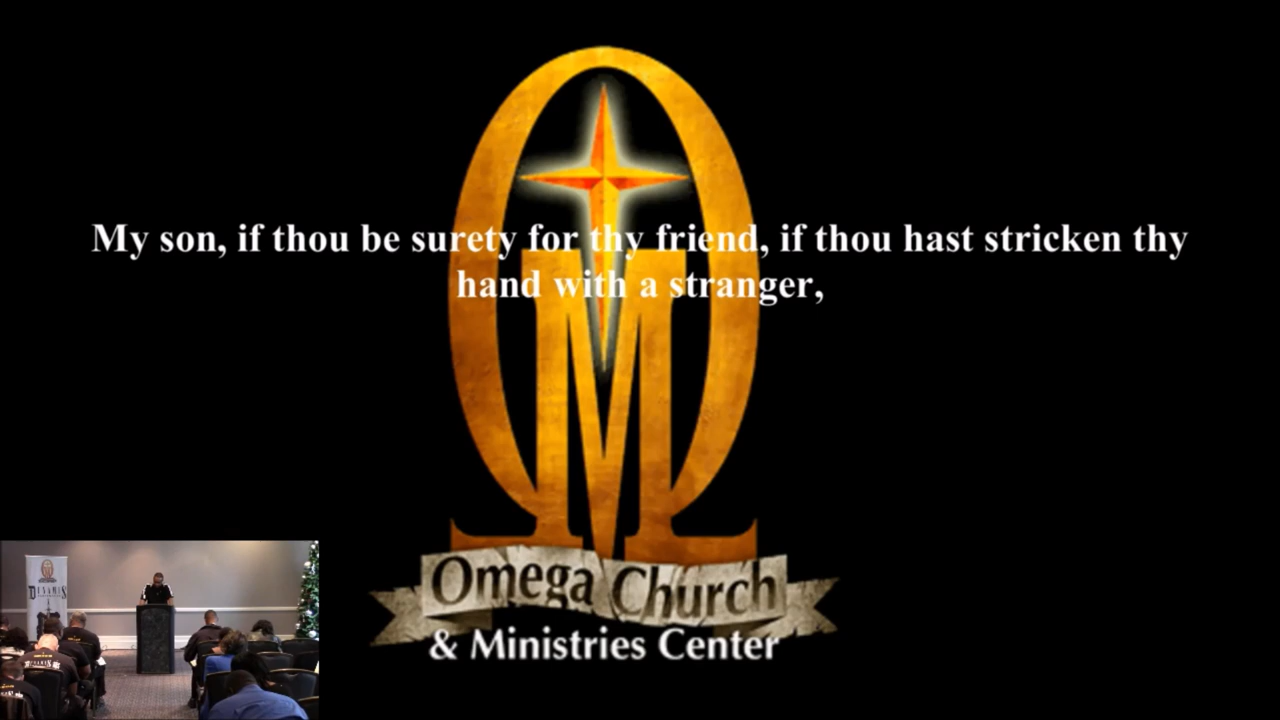 My son, if thou be surety for thy friend, if thou hast stricken thy
hand with a stranger,
Omega Church
& Ministries Center
DUNAMIS